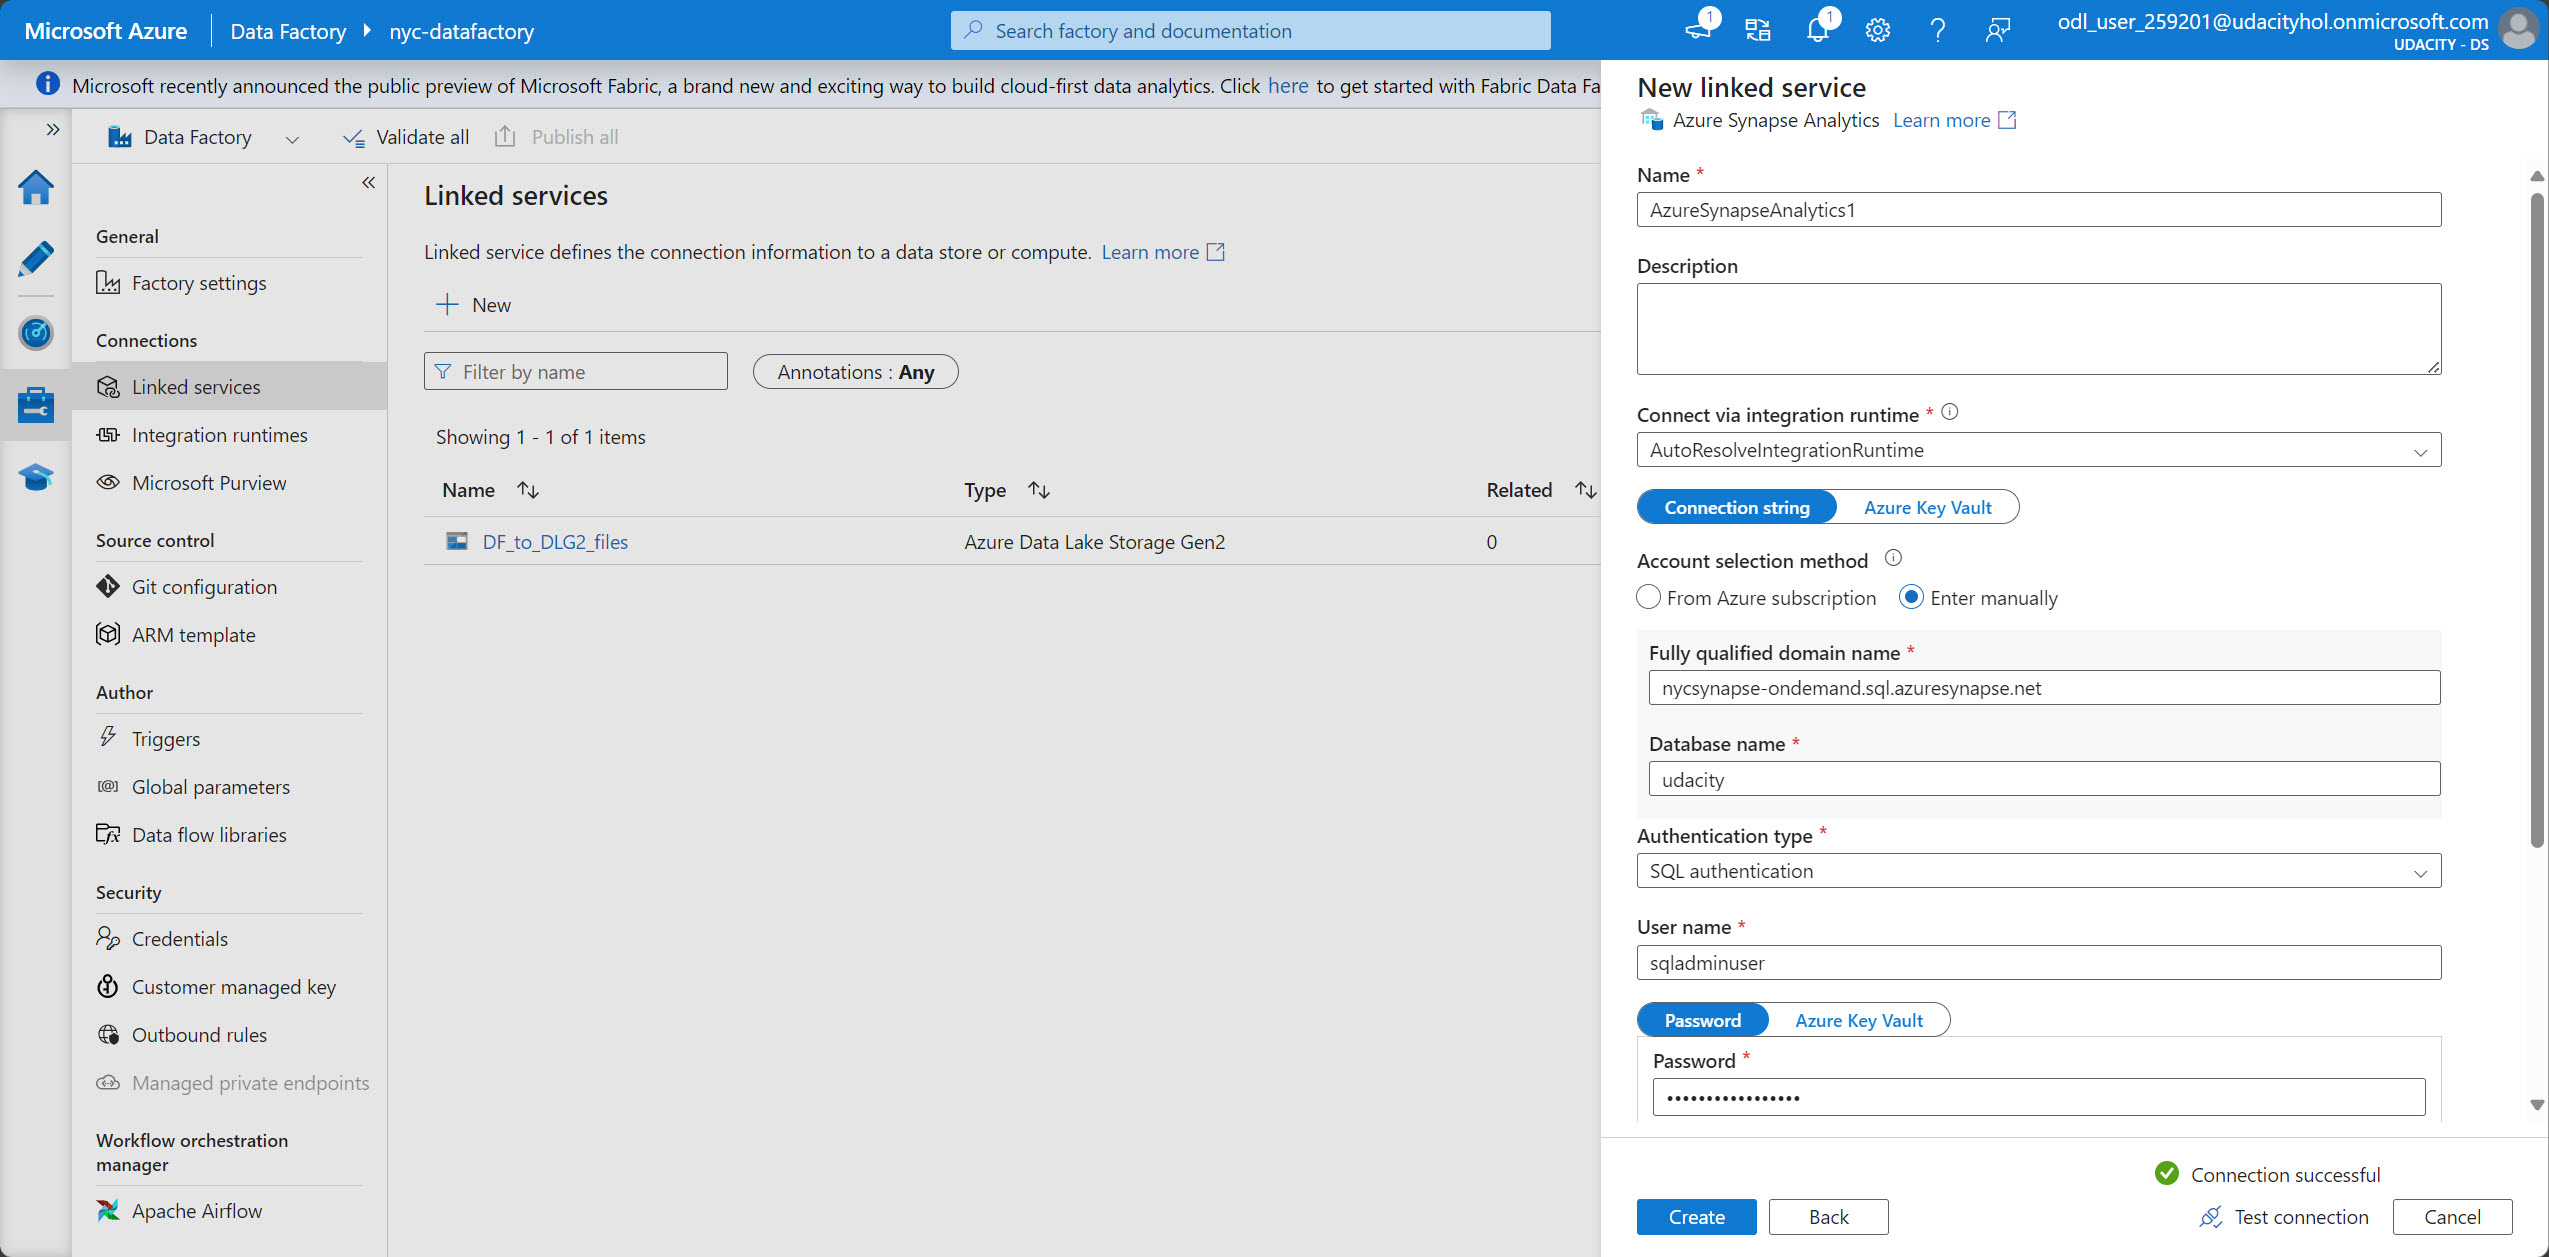 Microsoft Azure
Data Factory
nyc-datafactory
Search factory and documentation
1
1
odl_user_259201@udacityhol.onmicrosoft.com
UDACITY - DS
Microsoft recently announced the public preview of Microsoft Fabric, a brand new and exciting way to build cloud-first data analytics. Click here to get started with Fabric Data Fa
Data Factory
Validate all
Publish all
General
Factory settings
Connections
Linked services
Integration runtimes
Microsoft Purview
Source control
Git configuration
ARM template
Author
Triggers
Global parameters
Data flow libraries
Security
Credentials
Customer managed key
Outbound rules
Managed private endpoints
Workflow orchestration
manager
Apache Airflow
Linked services
Linked service defines the connection information to a data store or compute. Learn more
New
Filter by name
Annotations : Any
Showing 1 - 1 of 1 items
Name Type Related
DF_to_DLG2_files Azure Data Lake Storage Gen2 0
New linked service
Azure Synapse Analytics Learn more
Name *
AzureSynapseAnalytics1
Description
Connect via integration runtime *
AutoResolveIntegrationRuntime
Connection string Azure Key Vault
Account selection method
From Azure subscription Enter manually
Fully qualified domain name *
nycsynapse-ondemand.sql.azuresynapse.net
Database name *
udacity
Authentication type *
SQL authentication
User name *
sqladminuser
Password Azure Key Vault
Password *
•••••••••••••••••
Connection successful
Create Back Test connection Cancel